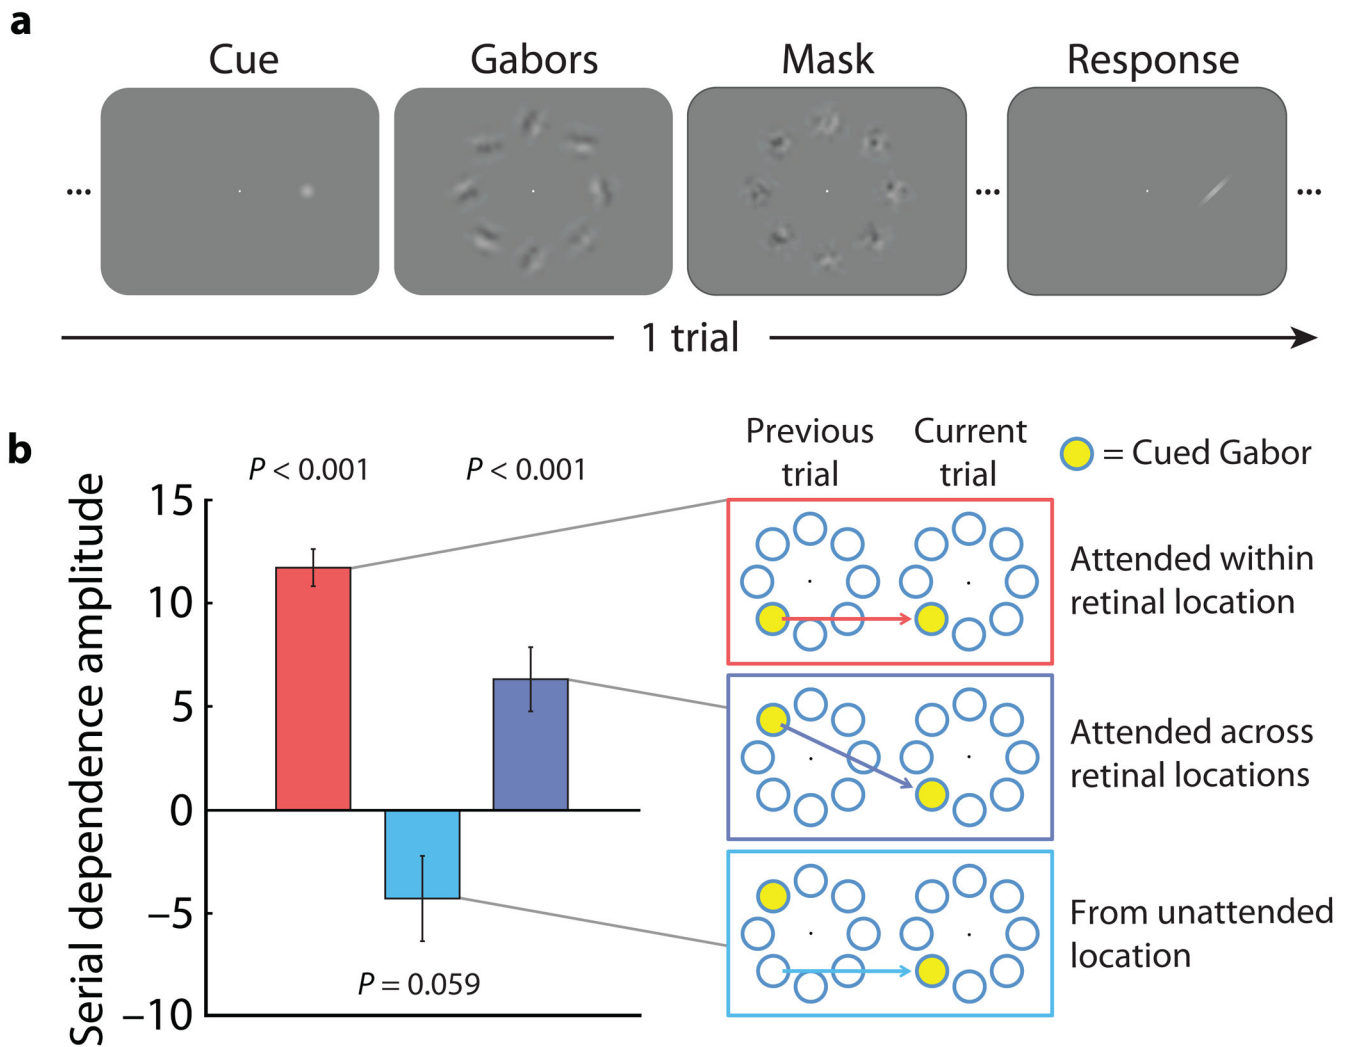 a
Cue
Gabors
Mask
Response
...
...
...
1 trial
b
P < 0.001
P < 0.001
Previous
trial
Current
trial
= Cued Gabor
Serial dependence amplitude
15
10
5
0
−5
−10
P = 0.059
Attended within
retinal location
Attended across
retinal locations
From unattended
location